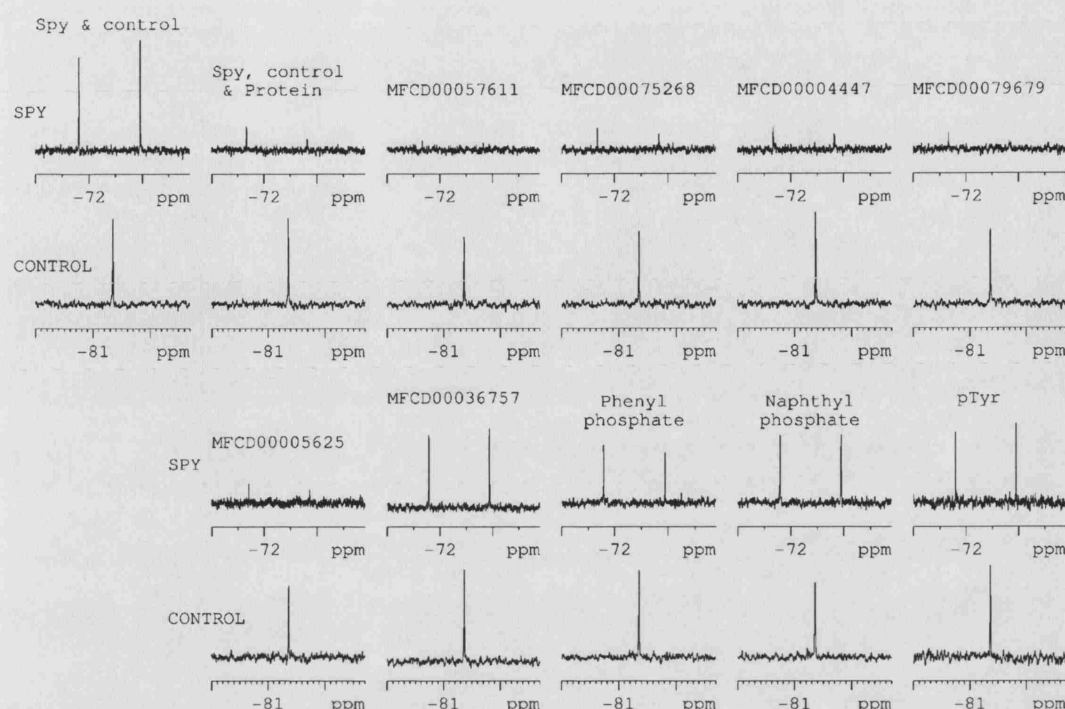 Spy & control
Spy, control
& Protein
MFCD00057611
MFCD00075268
MFCD00004447
MFCD00079679
SPY
-72 ppm
-72 ppm
-72 ppm
-72 ppm
-72 ppm
-72 ppm
CONTROL
-81 ppm
-81 ppm
-81 ppm
-81 ppm
-81 ppm
-81 ppm
MFCD00005625
MFCD00036757
Phenyl
phosphate
Naphthyl
phosphate
pTyr
SPY
-72 ppm
-72 ppm
-72 ppm
-72 ppm
-72 ppm
CONTROL
-81 ppm
-81 ppm
-81 ppm
-81 ppm
-81 ppm